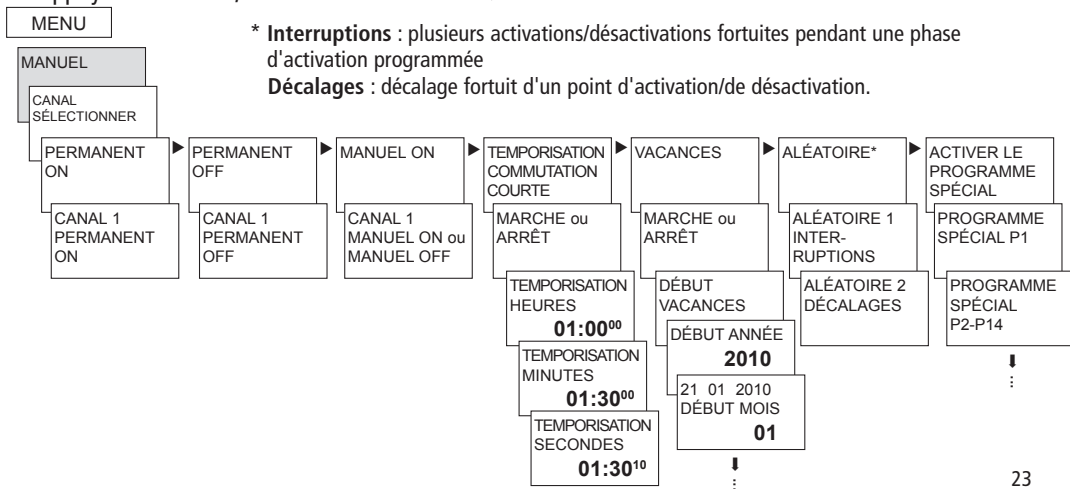 MENU
* Interruptions : plusieurs activations/désactivations fortuites pendant une phase
d'activation programmée
Décalages : décalage fortuit d'un point d'activation/de désactivation.
MANUEL
CANAL
SÉLECTIONNER
PERMANENT
ON
CANAL 1
PERMANENT
ON
PERMANENT
OFF
CANAL 1
PERMANENT
OFF
MANUEL ON
CANAL 1
MANUEL ON ou
MANUEL OFF
TEMPORISATION
COMMUTATION
COURTE
MARCHE ou
ARRÊT
TEMPORISATION
HEURES
01:00⁰⁰
TEMPORISATION
MINUTES
01:30⁰⁰
TEMPORISATION
SECONDES
01:30¹⁰
VACANCES
MARCHE ou
ARRÊT
DÉBUT
VACANCES
DÉBUT ANNÉE
2010
21 01 2010
DÉBUT MOIS
01
ALÉATOIRE*
ALÉATOIRE 1
INTER-
RUPTIONS
ALÉATOIRE 2
DÉCALAGES
ACTIVER LE
PROGRAMME
SPÉCIAL
PROGRAMME
SPÉCIAL P1
PROGRAMME
SPÉCIAL
P2-P14
23